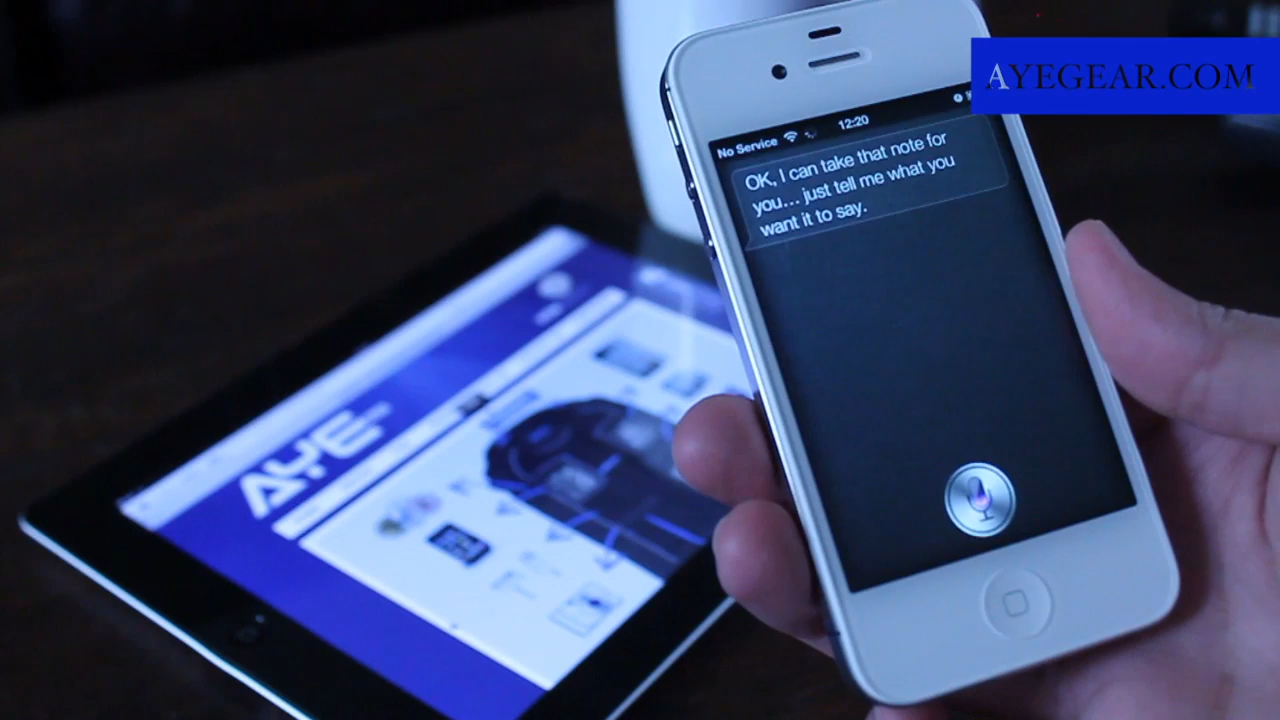 AYEGEAR.COM
No Service 12:20
OK, I can take that note for
you... just tell me what you
want it to say.
AYE